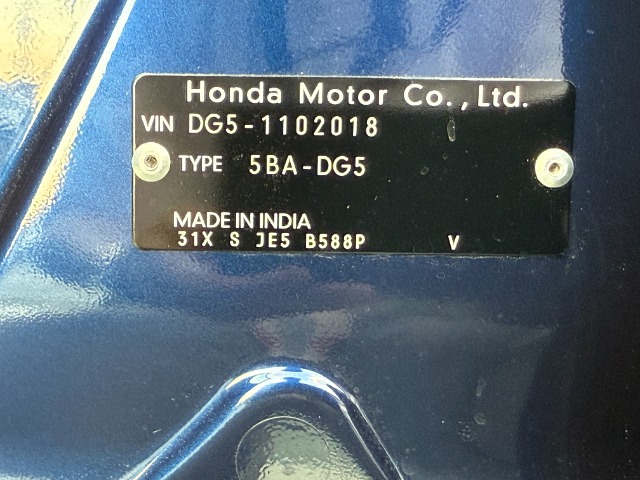 Honda Motor Co., Ltd.
VIN DG5-1102018
TYPE 5BA-DG5
MADE IN INDIA
31X S JE5 B588P V